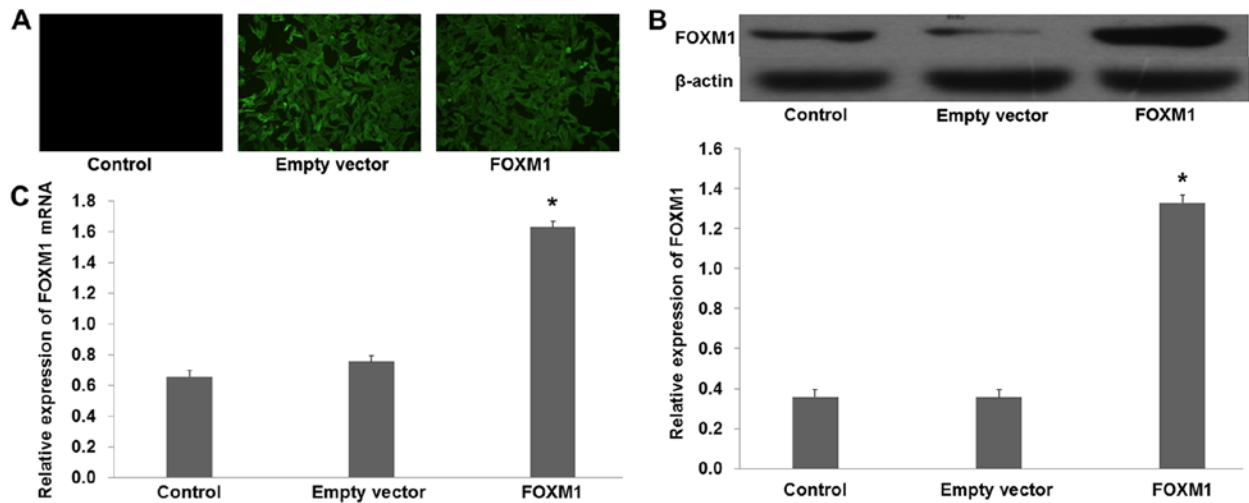 A
Control Empty vector FOXM1
B
FOXM1
β-actin
Control Empty vector FOXM1
C
Relative expression of FOXM1 mRNA
1.8
1.6
1.4
1.2
1.0
0.8
0.6
0.4
0.2
0.0
*
Control Empty vector FOXM1
Relative expression of FOXM1
1.6
1.4
1.2
1.0
0.8
0.6
0.4
0.2
0.0
*
Control Empty vector FOXM1